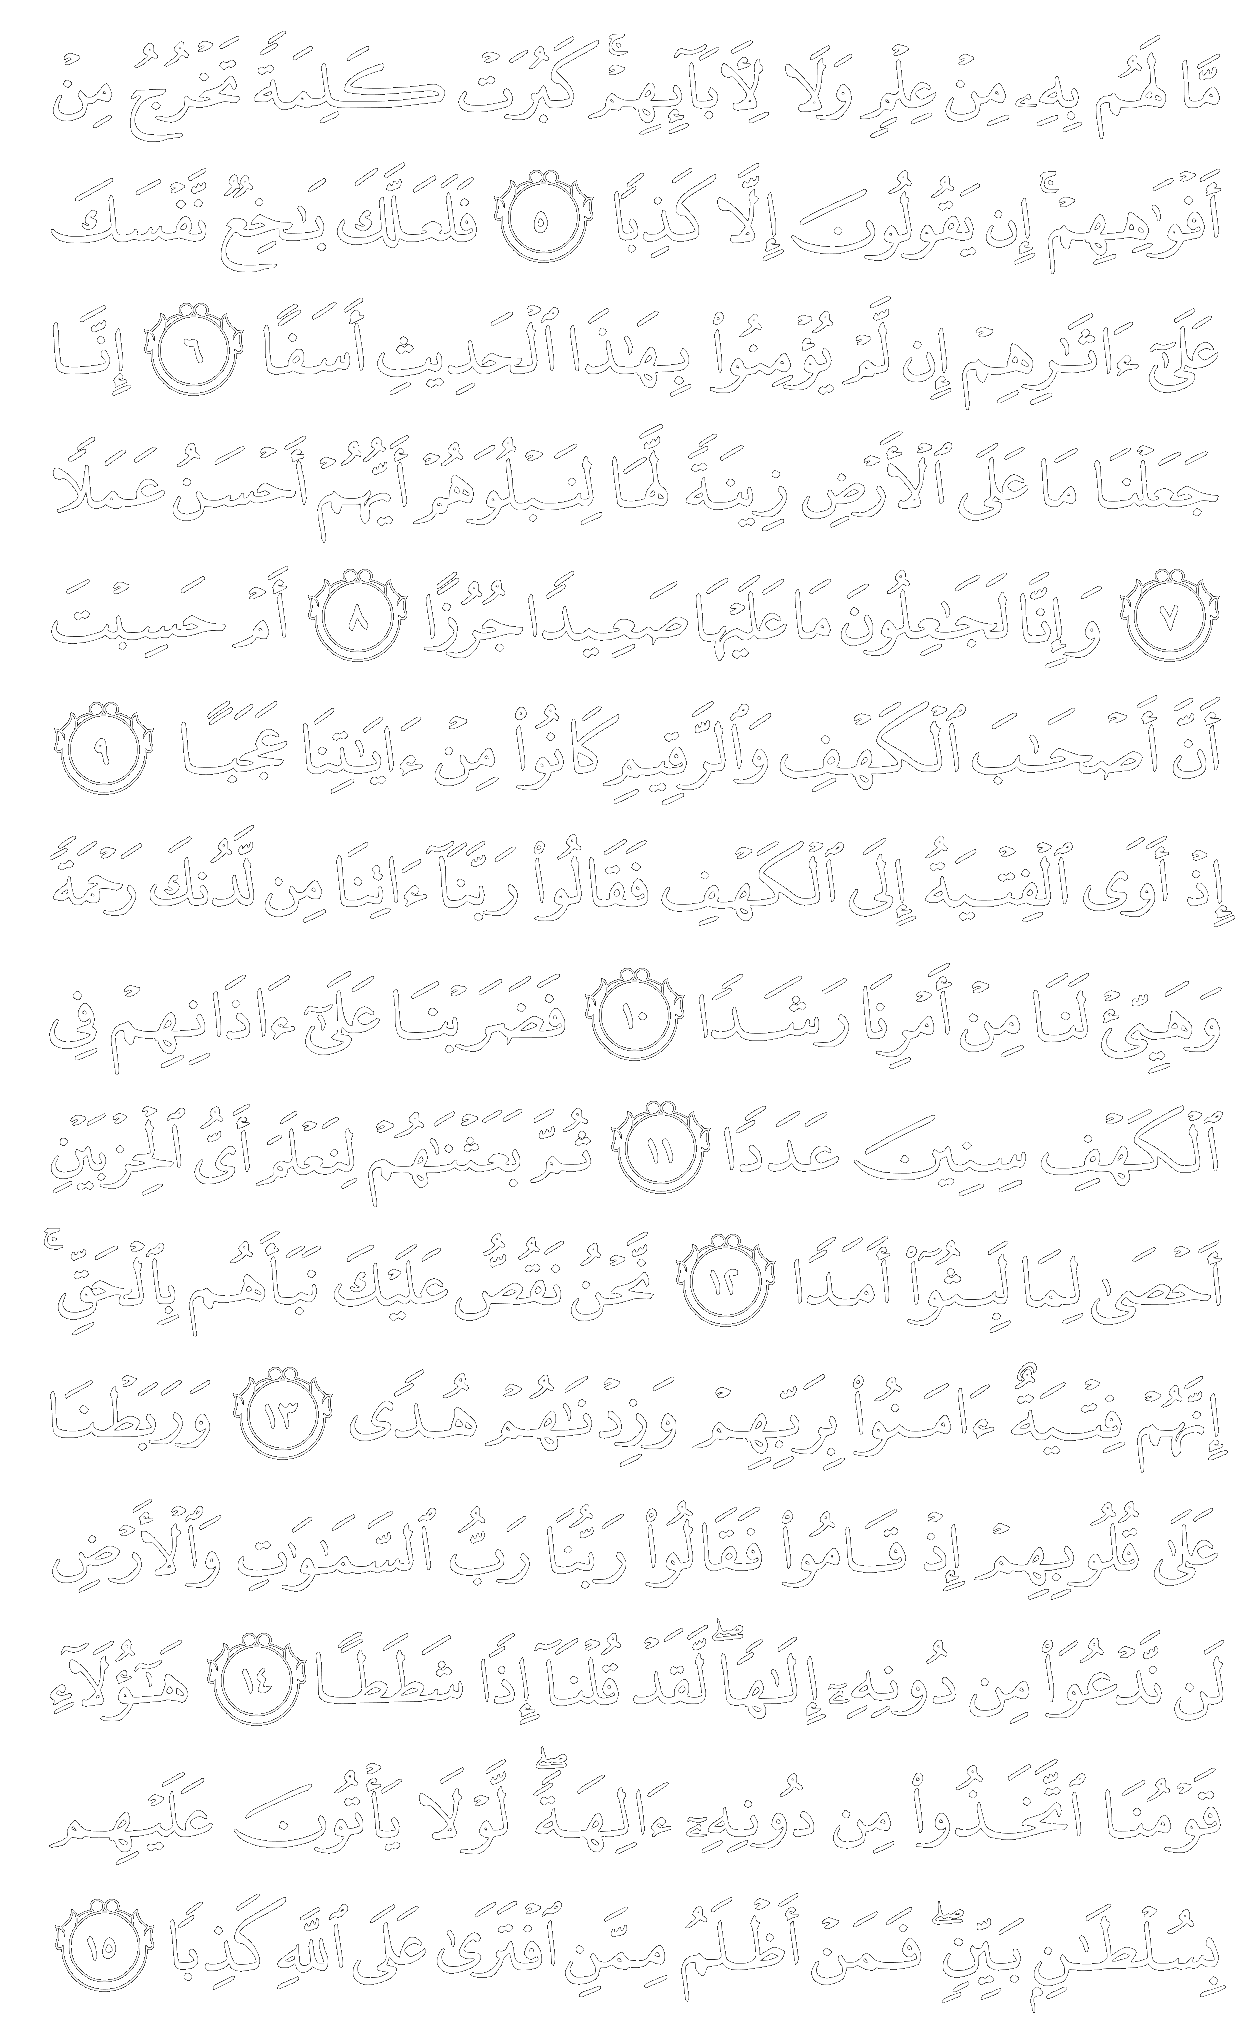 مَّا لَهُم بِهِۦ مِنْ عِلْمٍ وَلَا لِأَبَآئِهِمْ ۚ كَبُرَتْ كَلِمَةً تَخْرُجُ مِنْ
أَفْوَٰهِهِمْ ۚ إِن يَقُولُونَ إِلَّا كَذِبًا ٥ فَلَعَلَّكَ بَـٰخِعٌ نَّفْسَكَ
عَلَىٰٓ ءَاثَـٰرِهِمْ إِن لَّمْ يُؤْمِنُوا۟ بِهَـٰذَا ٱلْحَدِيثِ أَسَفًا ٦ إِنَّا
جَعَلْنَا مَا عَلَى ٱلْأَرْضِ زِينَةً لَّهَا لِنَبْلُوَهُمْ أَيُّهُمْ أَحْسَنُ عَمَلًا
٧ وَإِنَّا لَجَـٰعِلُونَ مَا عَلَيْهَا صَعِيدًا جُرُزًا ٨ أَمْ حَسِبْتَ
أَنَّ أَصْحَـٰبَ ٱلْكَهْفِ وَٱلرَّقِيمِ كَانُوا۟ مِنْ ءَايَـٰتِنَا عَجَبًا ٩
إِذْ أَوَى ٱلْفِتْيَةُ إِلَى ٱلْكَهْفِ فَقَالُوا۟ رَبَّنَآ ءَاتِنَا مِن لَّدُنكَ رَحْمَةً
وَهَيِّئْ لَنَا مِنْ أَمْرِنَا رَشَدًا ١٠ فَضَرَبْنَا عَلَىٰٓ ءَاذَانِهِمْ فِى
ٱلْكَهْفِ سِنِينَ عَدَدًا ١١ ثُمَّ بَعَثْنَـٰهُمْ لِنَعْلَمَ أَىُّ ٱلْحِزْبَيْنِ
أَحْصَىٰ لِمَا لَبِثُوٓا۟ أَمَدًا ١٢ نَّحْنُ نَقُصُّ عَلَيْكَ نَبَأَهُم بِٱلْحَقِّ ۚ
إِنَّهُمْ فِتْيَةٌ ءَامَنُوا۟ بِرَبِّهِمْ وَزِدْنَـٰهُمْ هُدًى ١٣ وَرَبَطْنَا
عَلَىٰ قُلُوبِهِمْ إِذْ قَامُوا۟ فَقَالُوا۟ رَبُّنَا رَبُّ ٱلسَّمَـٰوَٰتِ وَٱلْأَرْضِ
لَن نَّدْعُوَا۟ مِن دُونِهِۦٓ إِلَـٰهًا ۖ لَّقَدْ قُلْنَآ إِذًا شَطَطًا ١٤ هَـٰٓؤُلَآءِ
قَوْمُنَا ٱتَّخَذُوا۟ مِن دُونِهِۦٓ ءَالِهَةً ۖ لَّوْلَا يَأْتُونَ عَلَيْهِم
بِسُلْطَـٰنٍۭ بَيِّنٍ ۖ فَمَنْ أَظْلَمُ مِمَّنِ ٱفْتَرَىٰ عَلَى ٱللَّهِ كَذِبًا ١٥